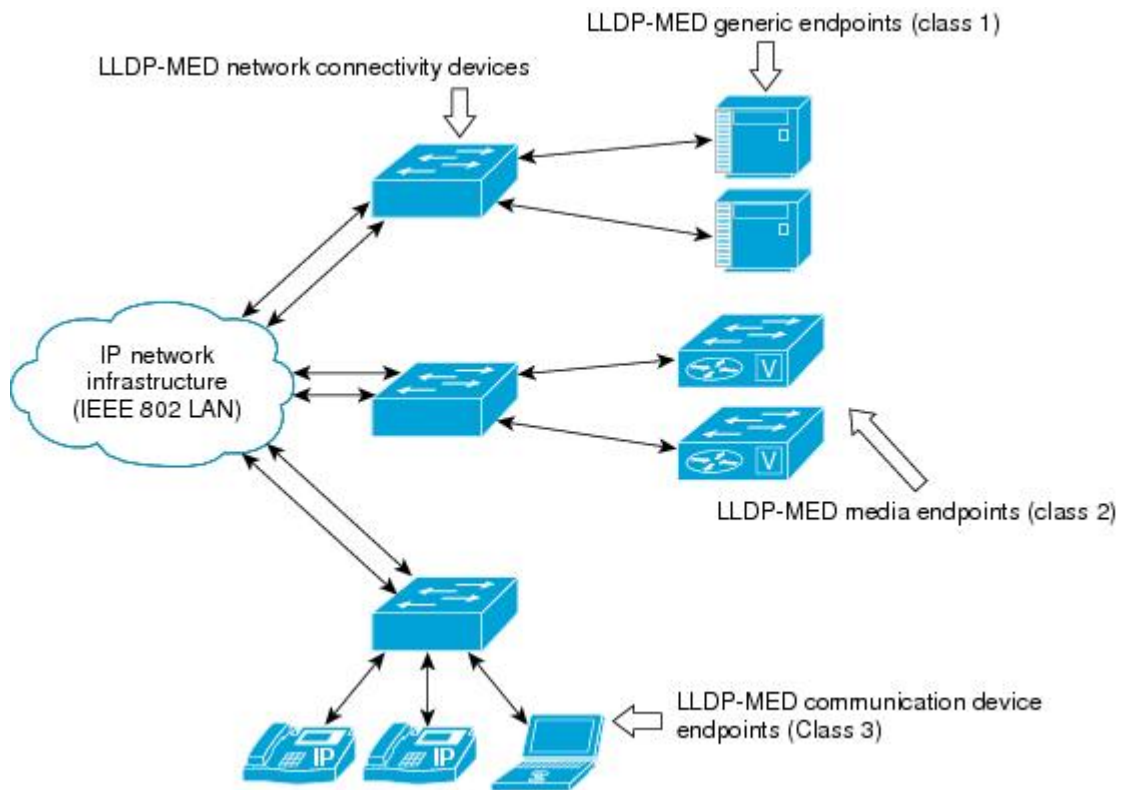 LLDP-MED generic endpoints (class 1)
LLDP-MED network connectivity devices
IP network
infrastructure
(IEEE 802 LAN)
V
V
LLDP-MED media endpoints (class 2)
LLDP-MED communication device
endpoints (Class 3)
IP
IP